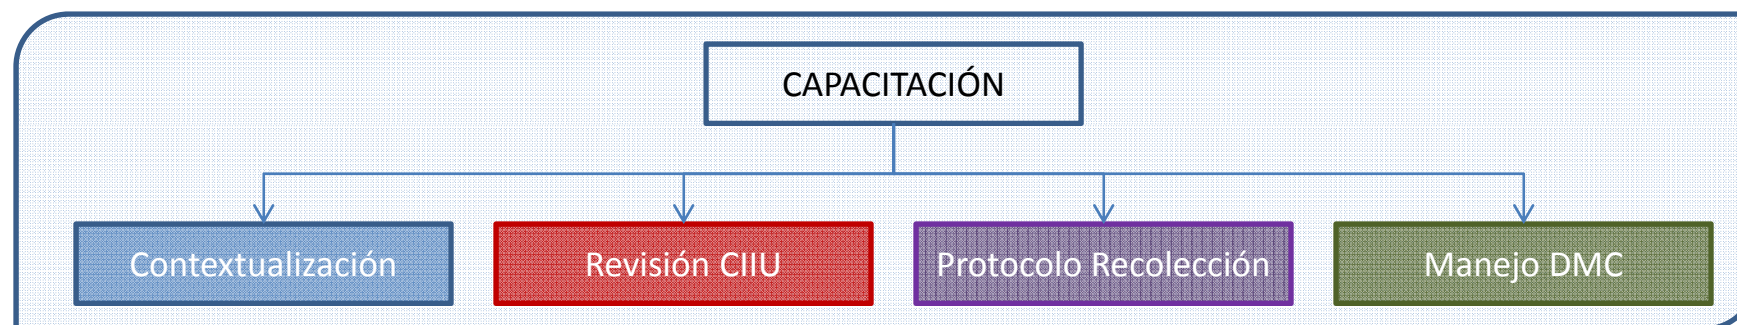 CAPACITACIÓN
Contextualización
Revisión CIIU
Protocolo Recolección
Manejo DMC